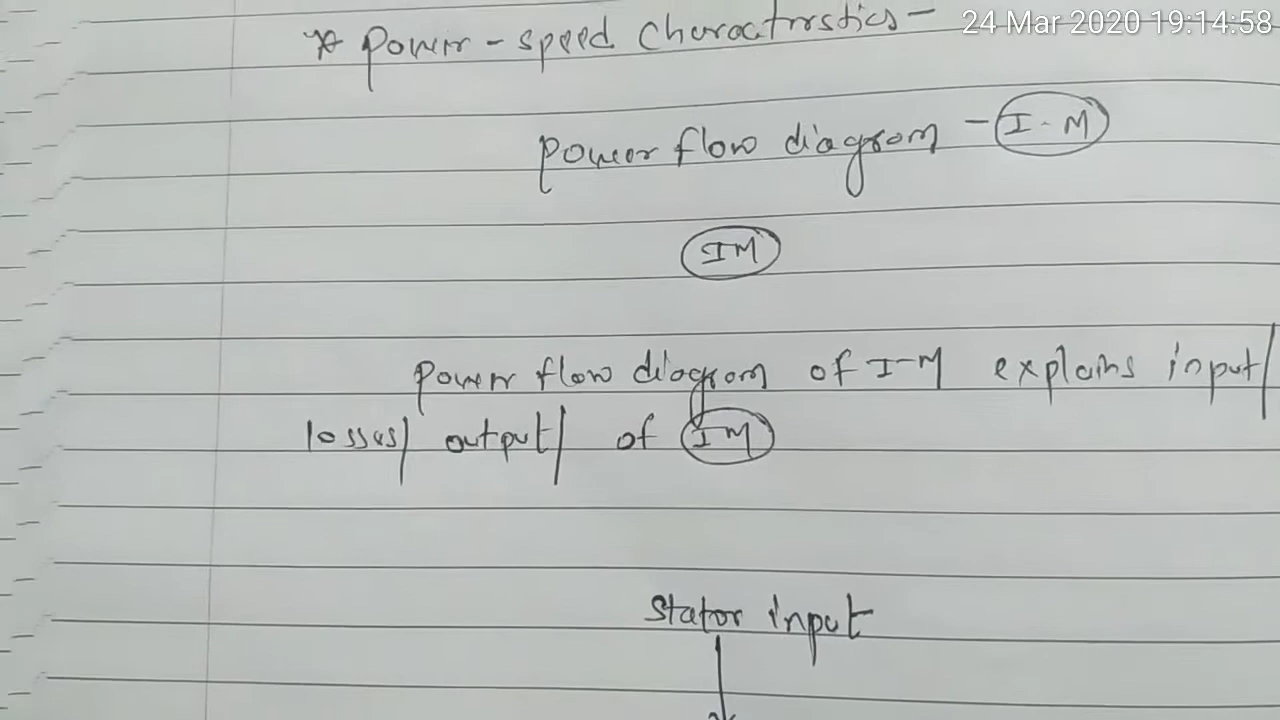 24 Mar 2020 19:14:58
* Power - speed Charactristics -
Power flow diagram - I - M
IM
Power flow diagram of I-M explains input/
losses/ output/ of IM
Stator input